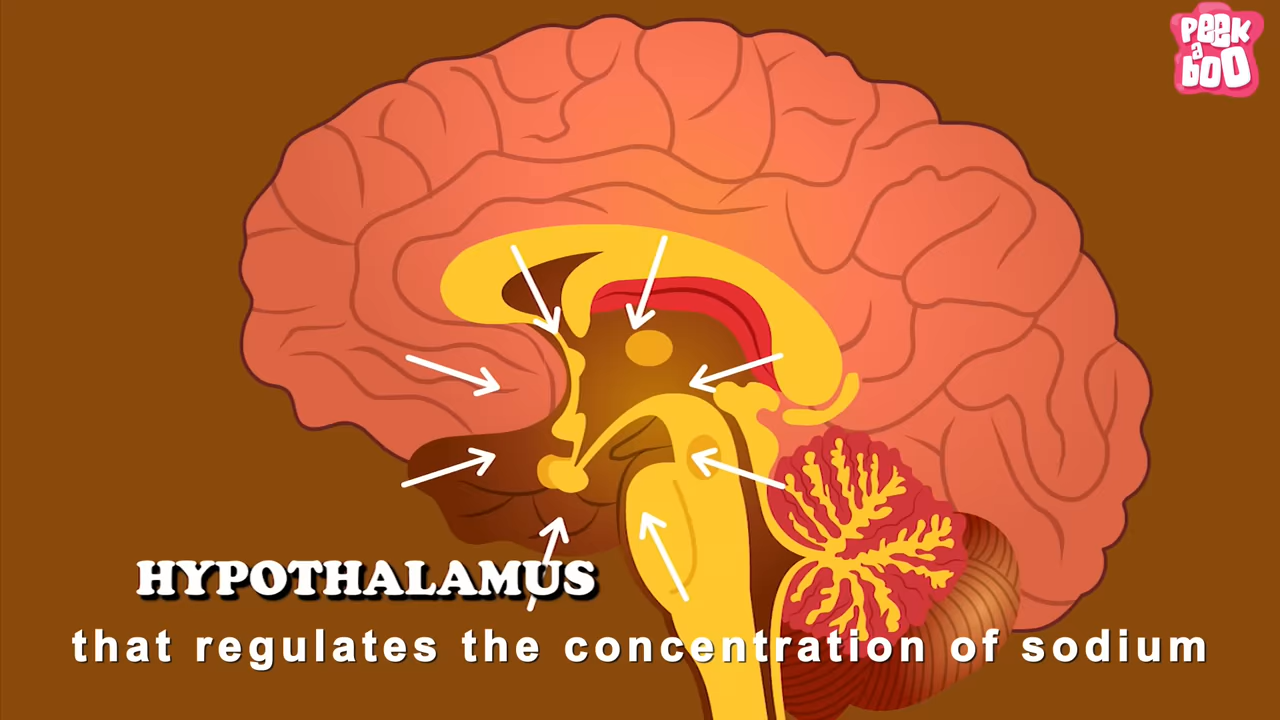 PEEK
a
boo
HYPOTHALAMUS
that regulates the concentration of sodium